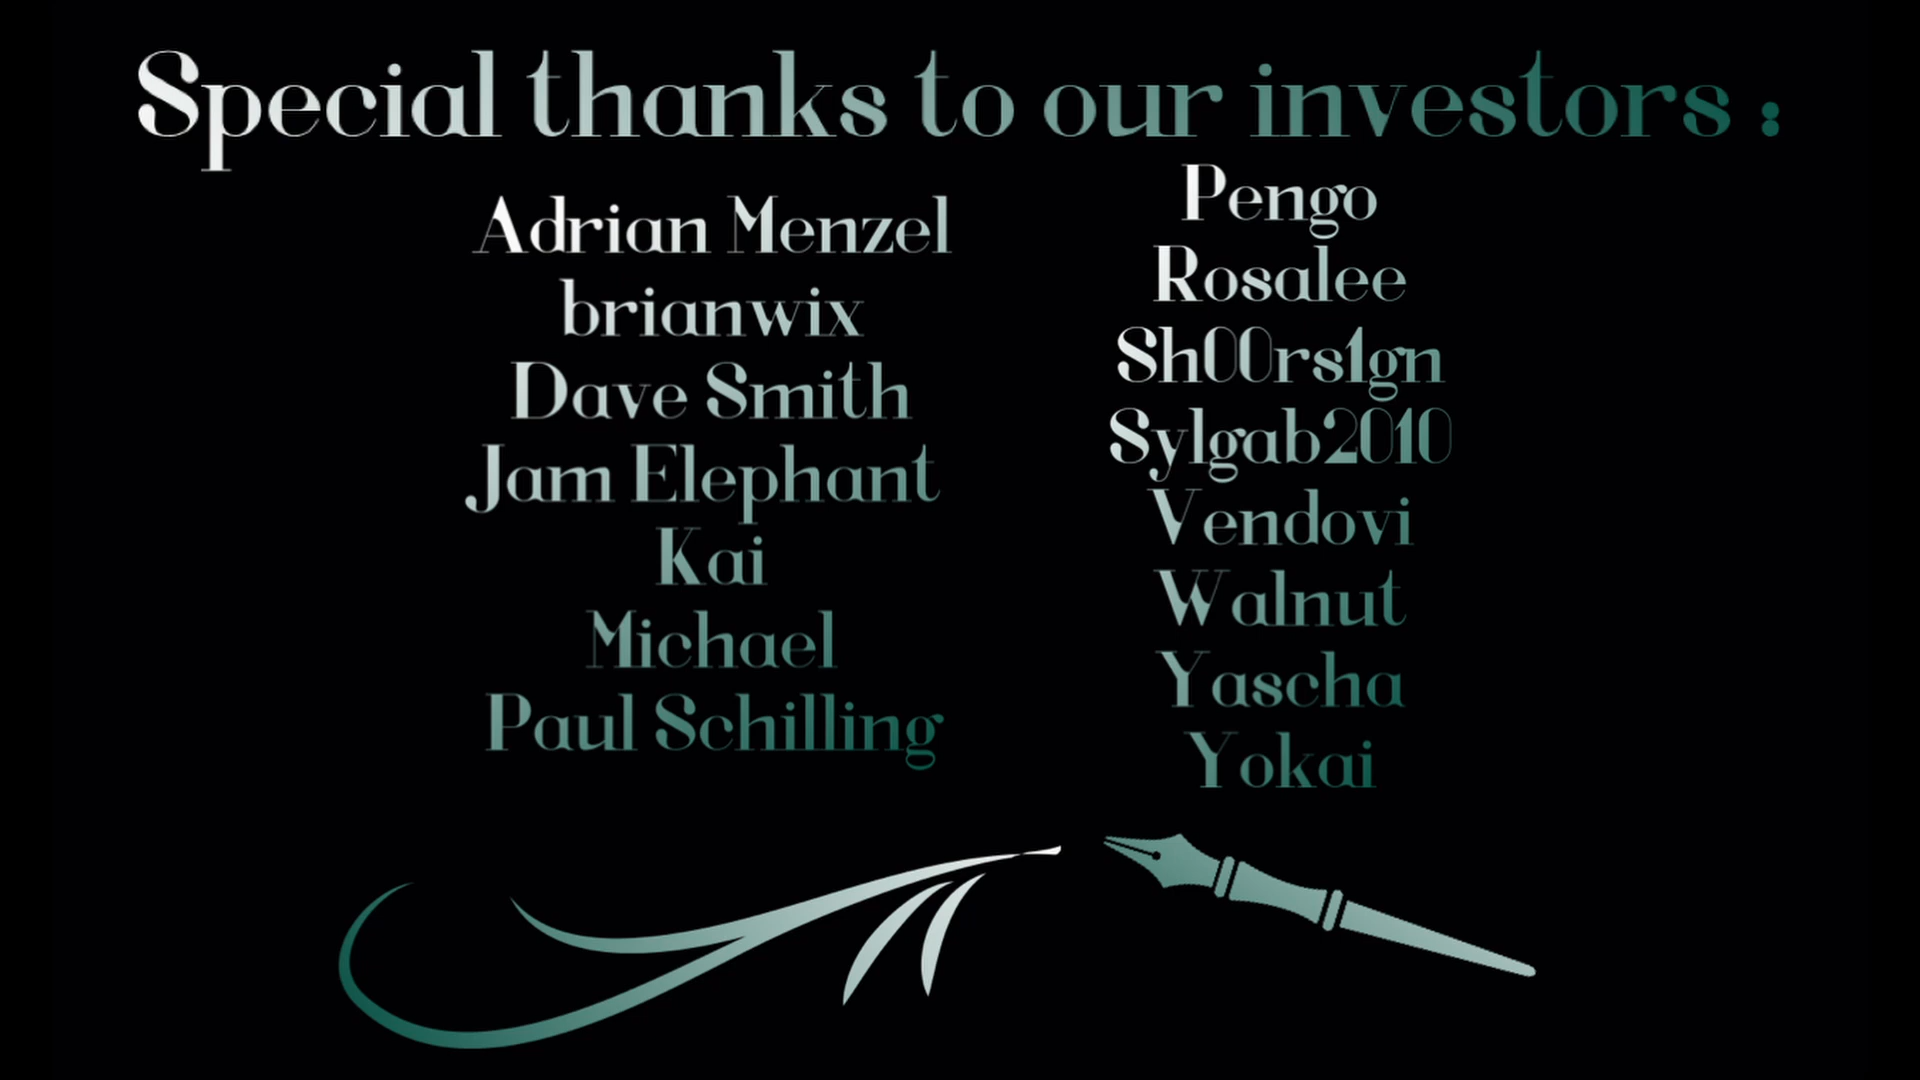 Special thanks to our investors :
Adrian Menzel
brianwix
Dave Smith
Jam Elephant
Kai
Michael
Paul Schilling
Pengo
Rosalee
Sh00rs1gn
Sylgab2010
Vendovi
Walnut
Yascha
Yokai